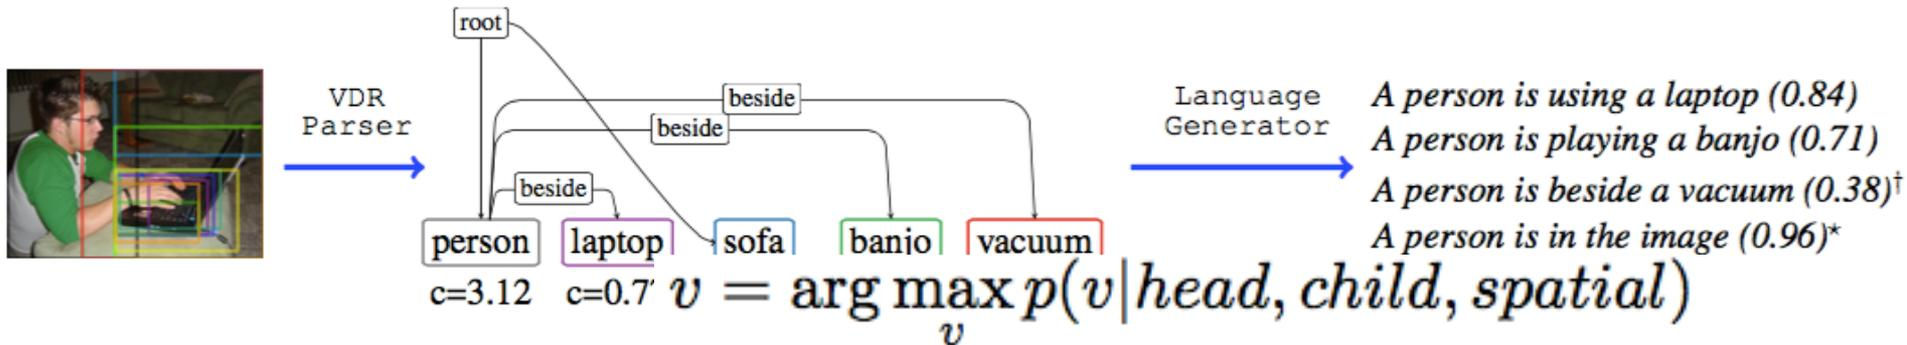 root
VDR
Parser
beside
beside
beside
person laptop sofa banjo vacuum
c=3.12
Language
Generator
A person is using a laptop (0.84)
A person is playing a banjo (0.71)
A person is beside a vacuum (0.38)†
A person is in the image (0.96)*
v = arg max p(v|head, child, spatial)
v